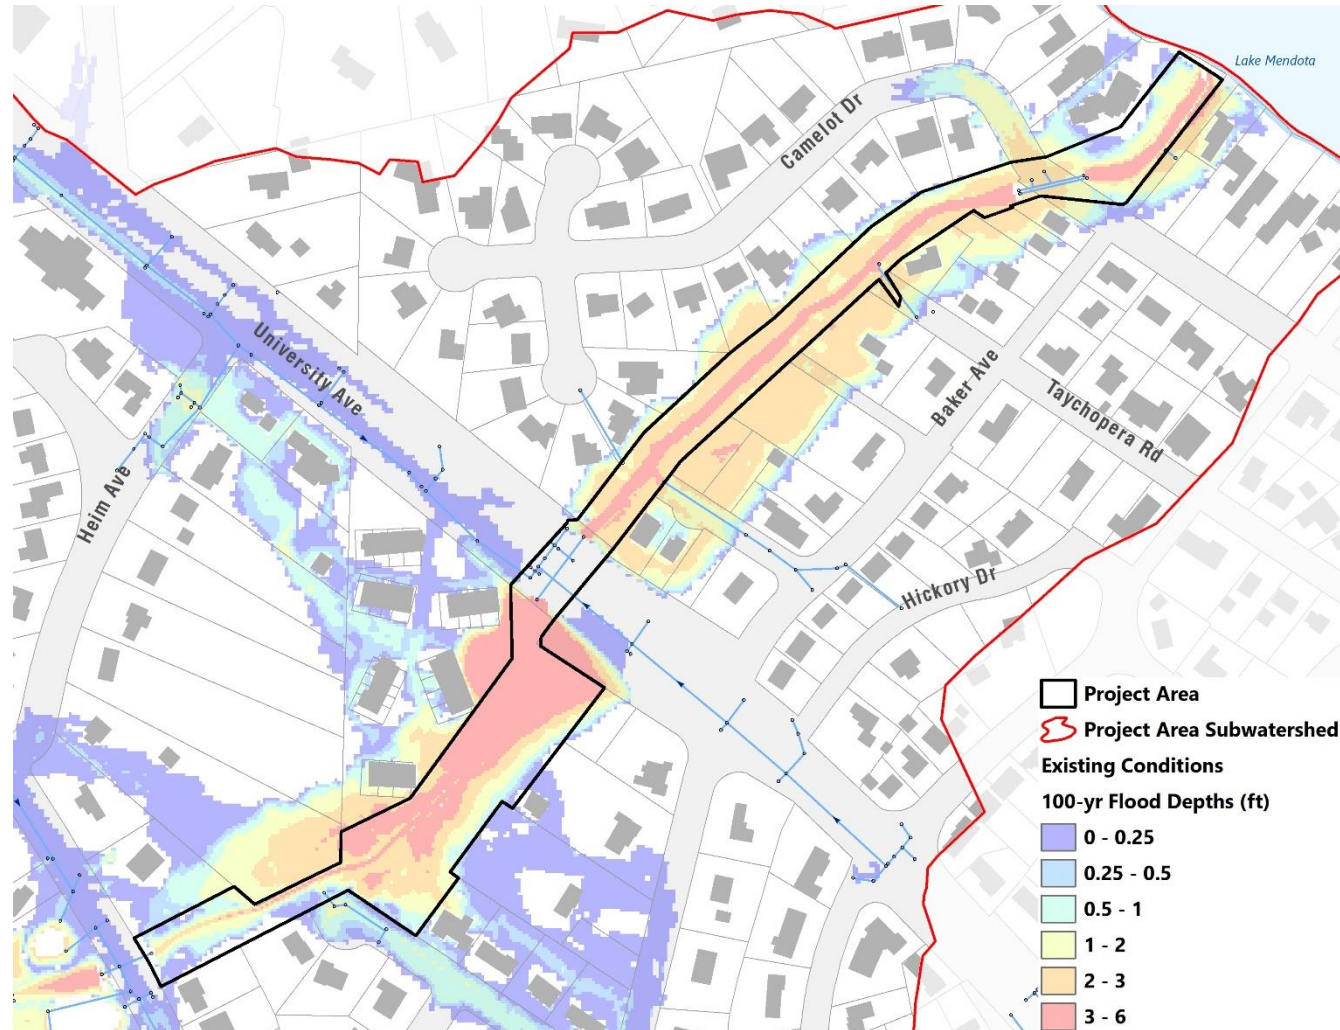 Lake Mendota
Camelot Dr
University Ave
Baker Ave
Taychopera Rd
Heim Ave
Hickory Dr
Project Area
Project Area Subwatershed
Existing Conditions
100-yr Flood Depths (ft)
0 - 0.25
0.25 - 0.5
0.5 - 1
1 - 2
2 - 3
3 - 6